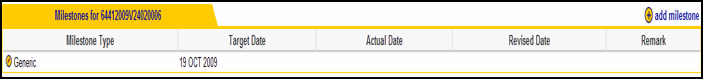 Milestones for 64412009V24020006 add milestone
Milestone Type Target Date Actual Date Revised Date Remark
Generic 19 OCT 2009